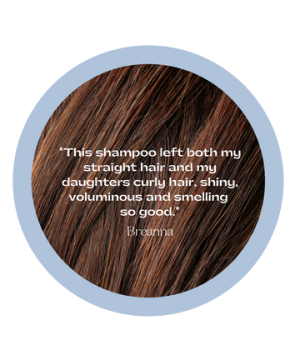 "This shampoo left both my
straight hair and my
daughters curly hair, shiny,
voluminous and smelling
so good."
Breanna